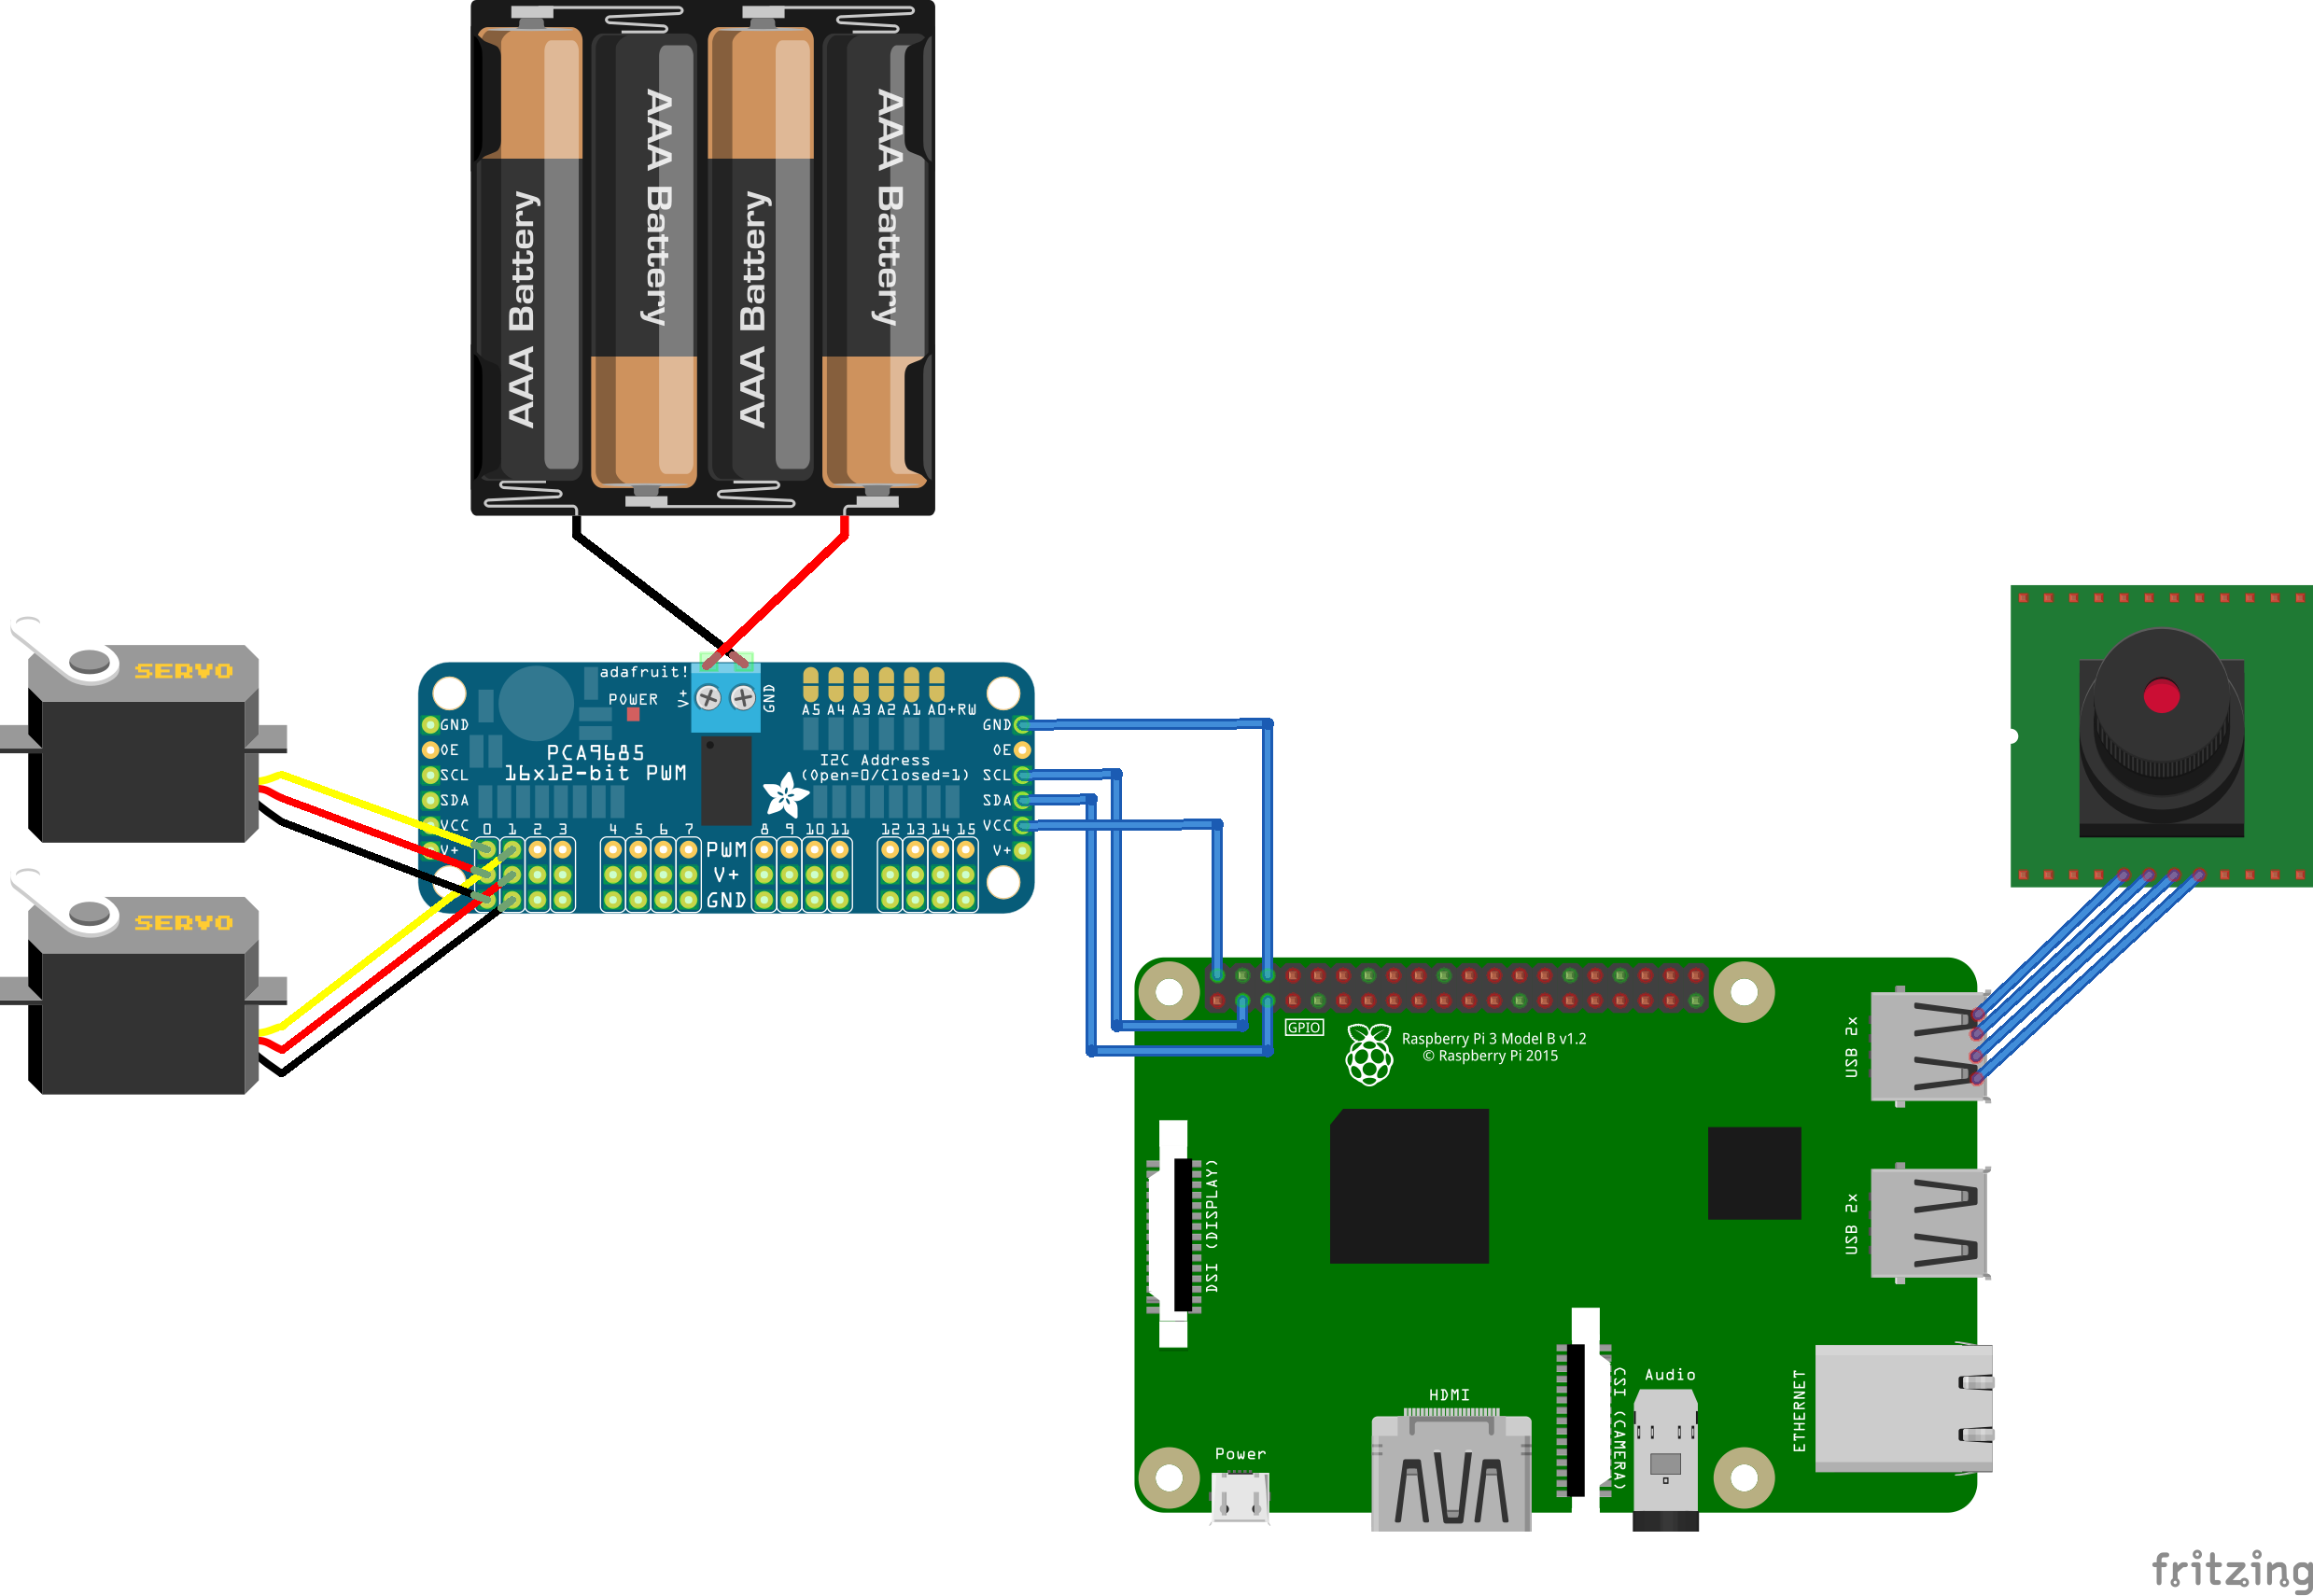 AAA Battery
AAA Battery
AAA Battery
AAA Battery
SERVO
SERVO
adafruit!
POWER
V+
GND
A5 A4 A3 A2 A1 A0+RW
GND
OE
SCL
SDA
VCC
V+
PCA9685
16x12-bit PWM
I2C Address
(Open=0/Closed=1)
GND
OE
SCL
SDA
VCC
V+
0 1 2 3 4 5 6 7 8 9 10 11 12 13 14 15
PWM
V+
GND
GPIO
Raspberry Pi 3 Model B v1.2
© Raspberry Pi 2015
USB 2x
USB 2x
DSI (DISPLAY)
CSI (CAMERA)
Audio
ETHERNET
HDMI
Power
fritzing